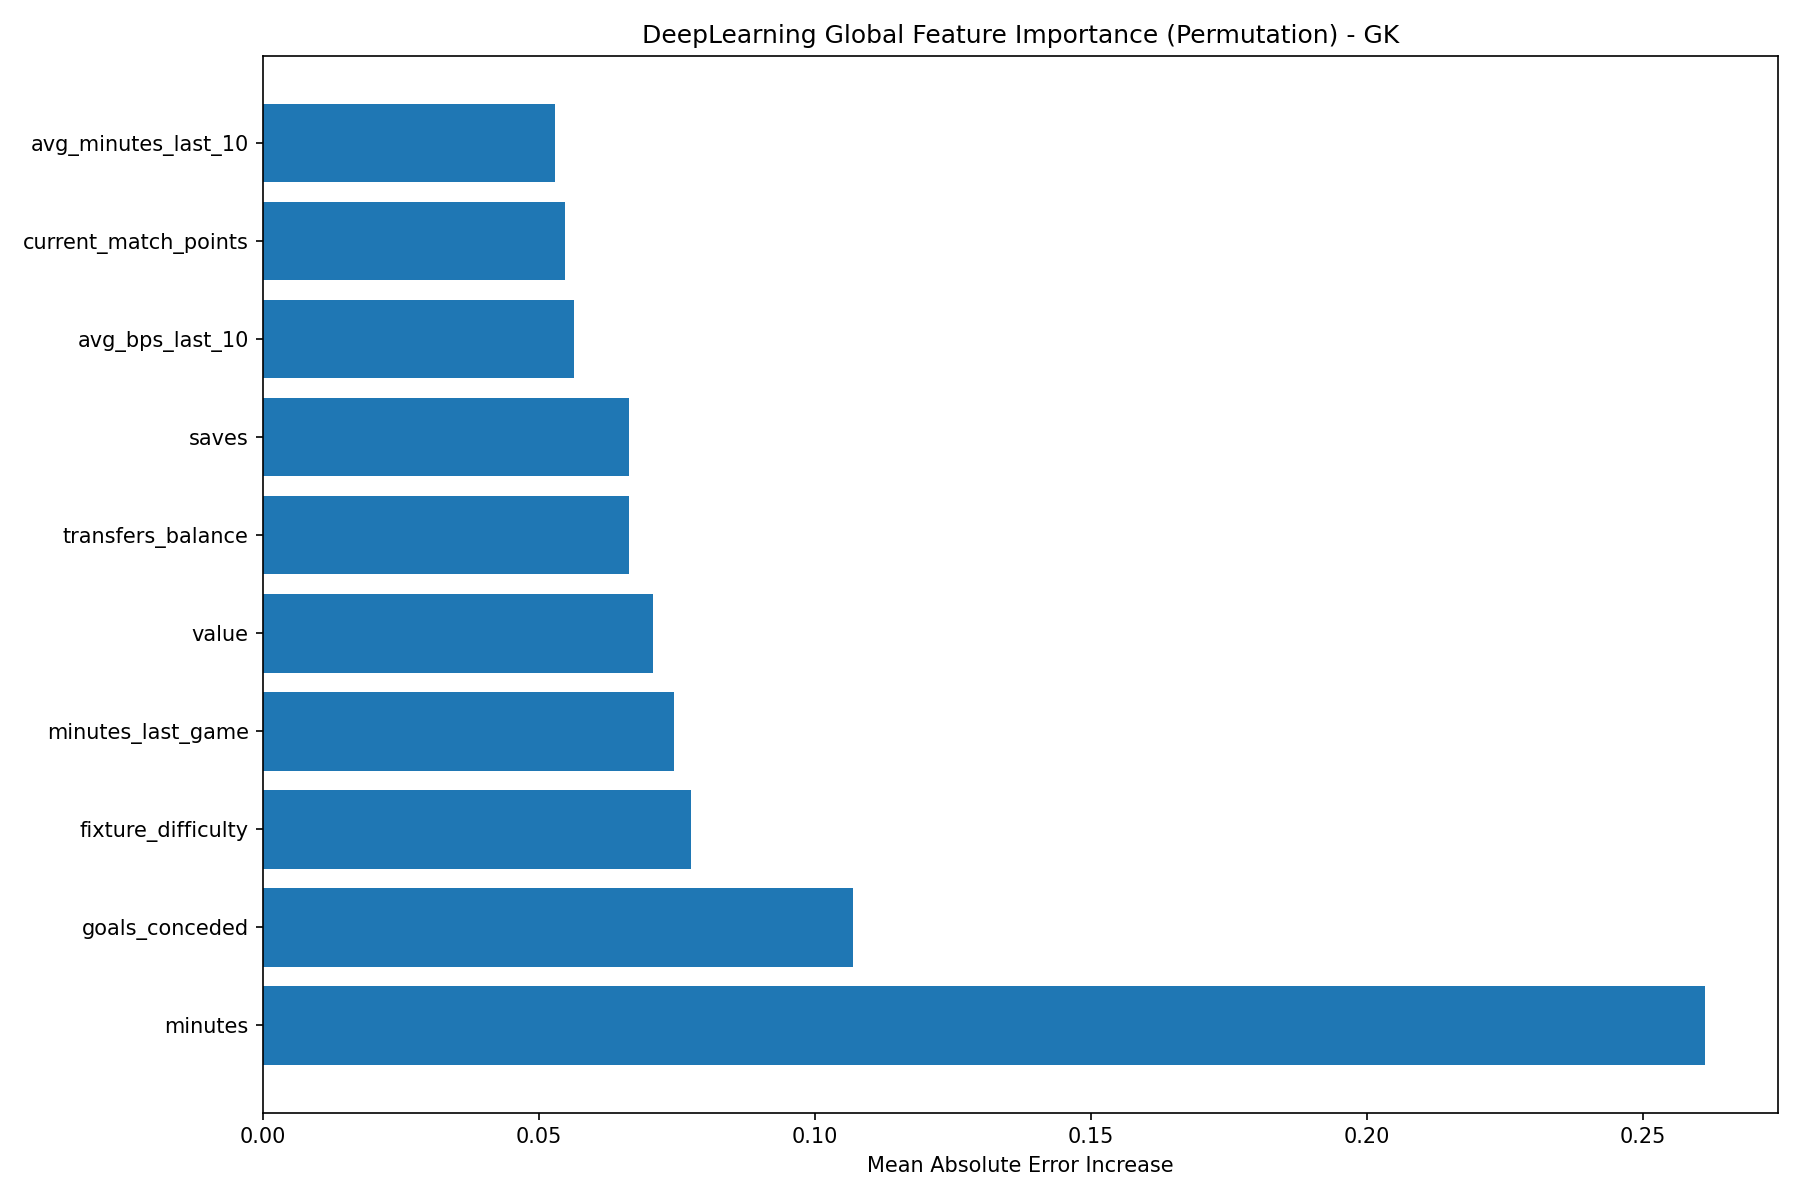 DeepLearning Global Feature Importance (Permutation) - GK
avg_minutes_last_10
current_match_points
avg_bps_last_10
saves
transfers_balance
value
minutes_last_game
fixture_difficulty
goals_conceded
minutes
0.00 0.05 0.10 0.15 0.20 0.25
Mean Absolute Error Increase